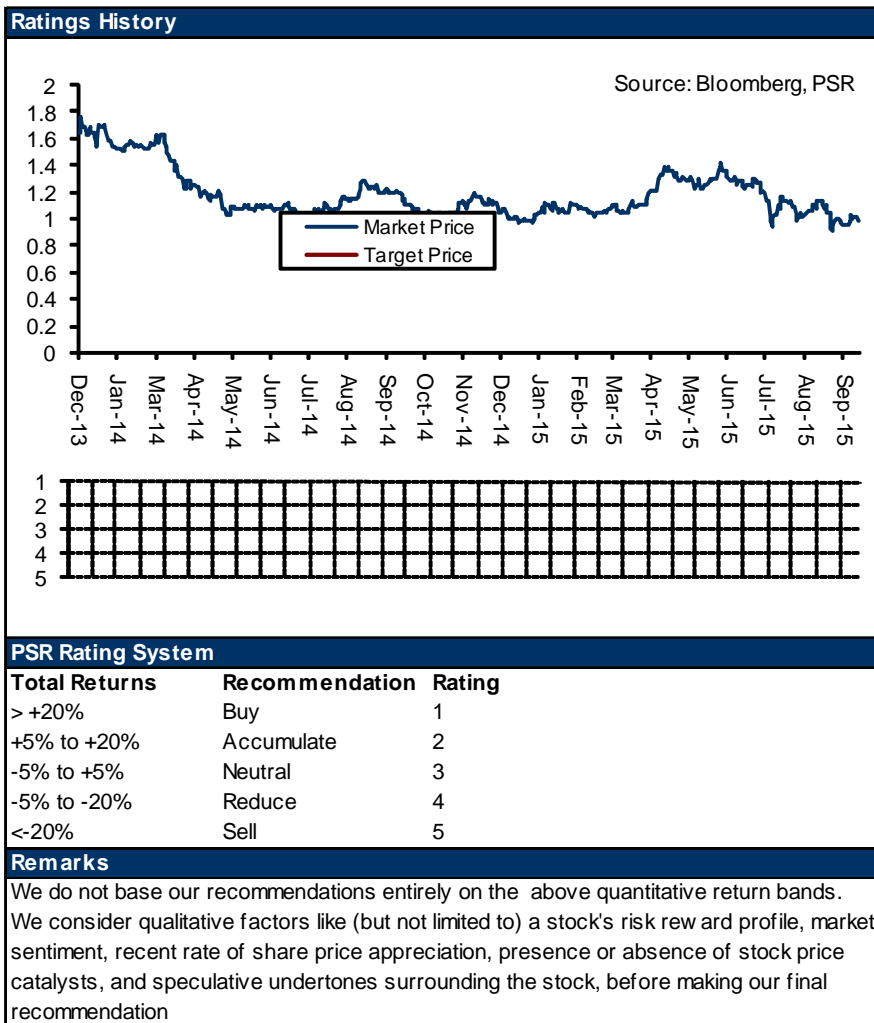 Ratings History
Source: Bloomberg, PSR
2
1.8
1.6
1.4
1.2
1
0.8
0.6
0.4
0.2
0
Market Price
Target Price
Dec-13
Jan-14
Mar-14
Apr-14
May-14
Jun-14
Jul-14
Aug-14
Sep-14
Oct-14
Nov-14
Dec-14
Jan-15
Feb-15
Mar-15
Apr-15
May-15
Jun-15
Jul-15
Aug-15
Sep-15
1
2
3
4
5
PSR Rating System
Total Returns Recommendation Rating
> +20% Buy 1
+5% to +20% Accumulate 2
-5% to +5% Neutral 3
-5% to -20% Reduce 4
<-20% Sell 5
Remarks
We do not base our recommendations entirely on the above quantitative return bands.
We consider qualitative factors like (but not limited to) a stock's risk reward profile, market
sentiment, recent rate of share price appreciation, presence or absence of stock price
catalysts, and speculative undertones surrounding the stock, before making our final
recommendation